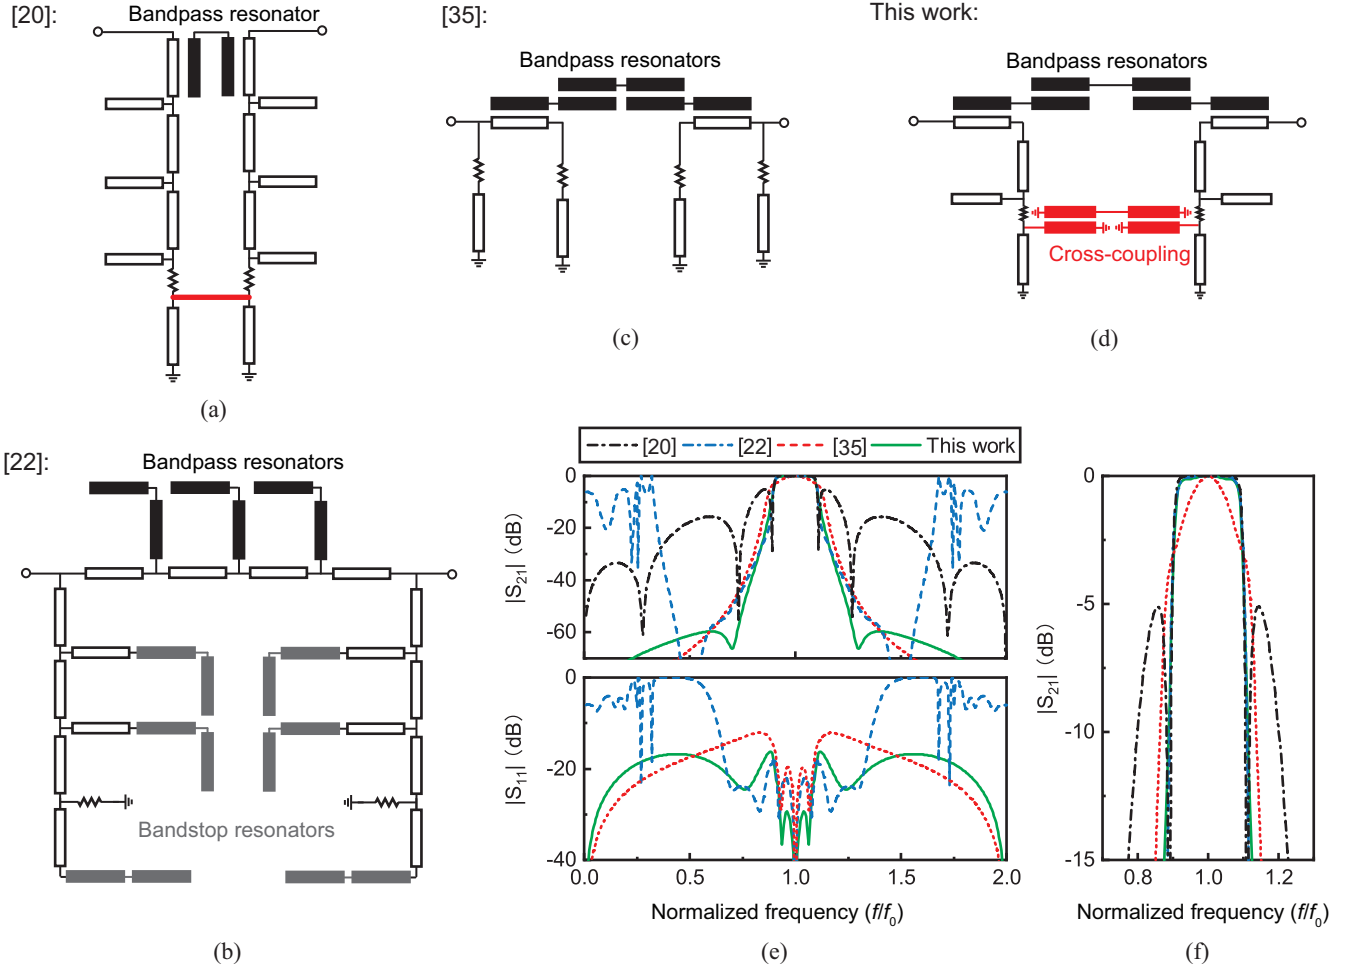 [20]:
Bandpass resonator
(a)
[35]:
Bandpass resonators
(c)
This work:
Bandpass resonators
Cross-coupling
(d)
[22]:
Bandpass resonators
Bandstop resonators
(b)
[20] [22] [35] This work
0
-20
-40
-60
|S21| (dB)
0
-20
-40
|S11| (dB)
0.0 0.5 1.0 1.5 2.0
Normalized frequency (f/f0)
(e)
0
-5
-10
-15
|S21| (dB)
0.8 1.0 1.2
Normalized frequency (f/f0)
(f)